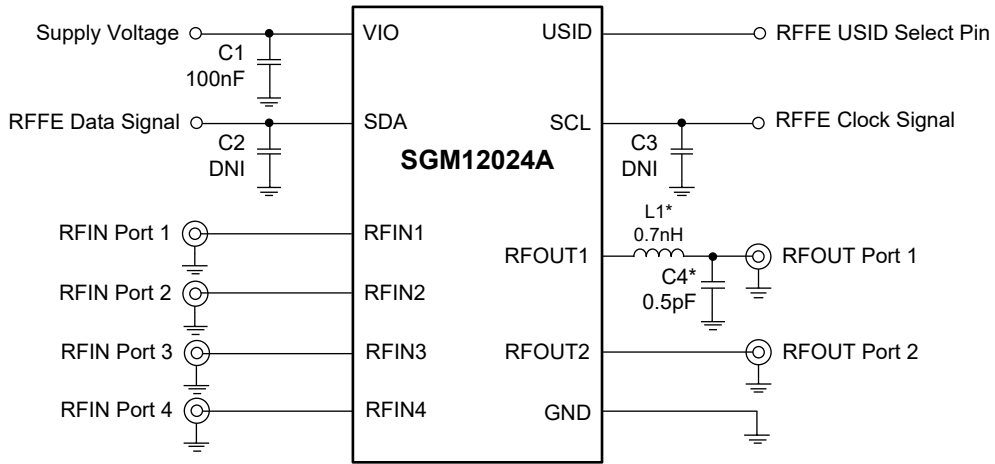 Supply Voltage
C1
100nF
VIO
USID
RFFE USID Select Pin
RFFE Data Signal
C2
DNI
SDA
SCL
C3
DNI
RFFE Clock Signal
SGM12024A
RFIN Port 1
RFIN1
L1*
0.7nH
RFOUT1
C4*
0.5pF
RFOUT Port 1
RFIN Port 2
RFIN2
RFIN Port 3
RFIN3
RFOUT2
RFOUT Port 2
RFIN Port 4
RFIN4
GND